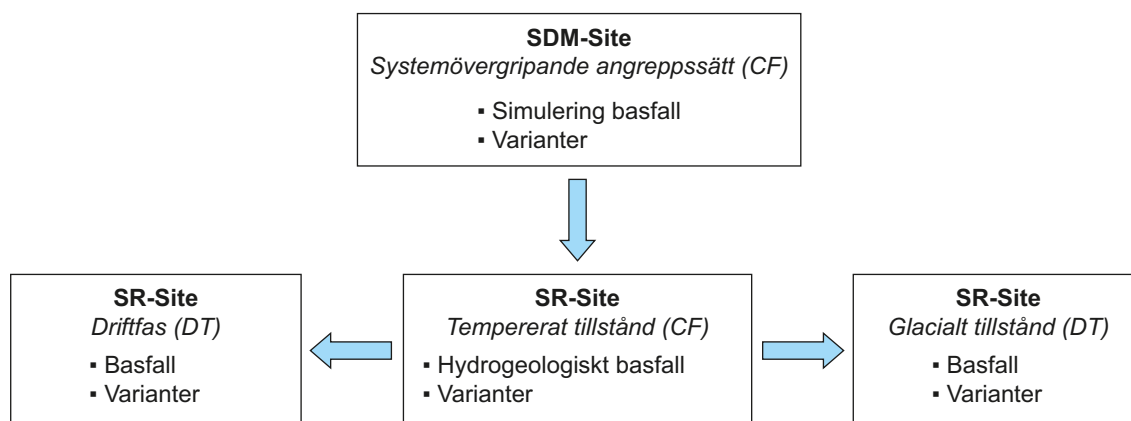 SDM-Site
Systemövergripande angreppssätt (CF)
▪ Simulering basfall
▪ Varianter
SR-Site
Driftfas (DT)
▪ Basfall
▪ Varianter
SR-Site
Tempererat tillstånd (CF)
▪ Hydrogeologiskt basfall
▪ Varianter
SR-Site
Glacialt tillstånd (DT)
▪ Basfall
▪ Varianter